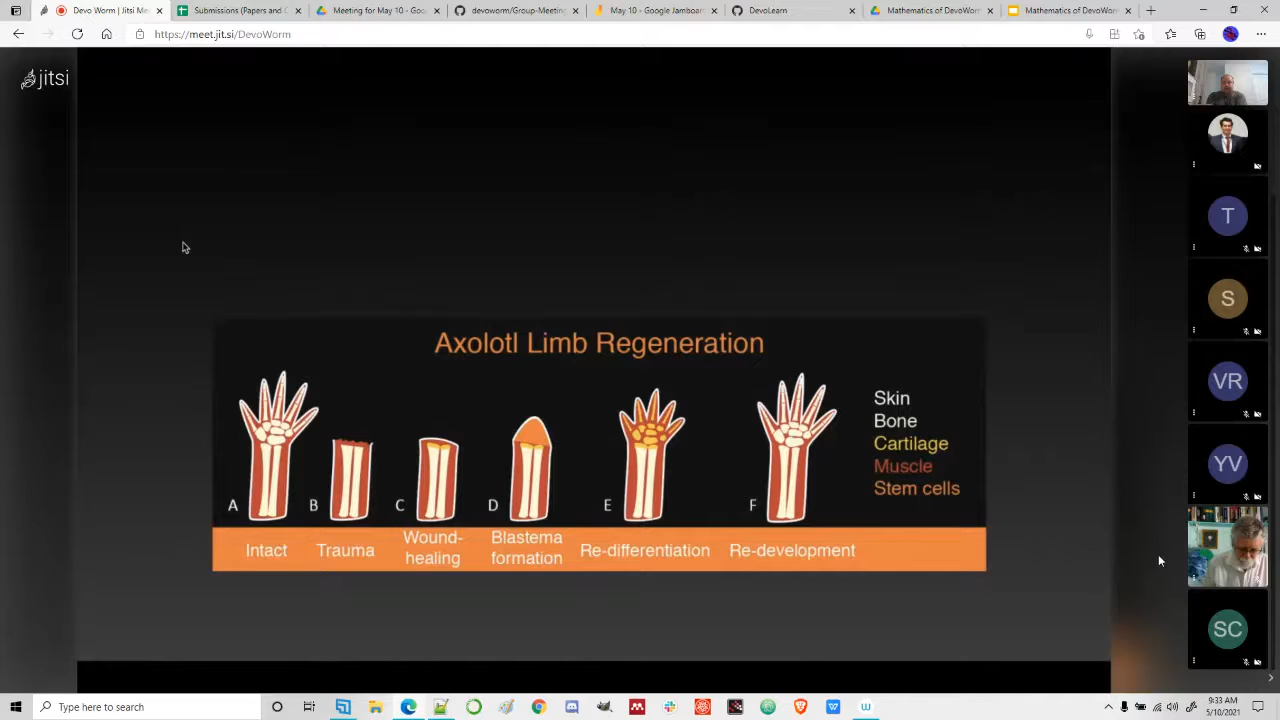 Devo Worm | Jitsi Me
Submissions (Papers and C
Meeting for May 10 - Goog
devoworm/Group-Meeting
May 10 - Google Jamboard
DevoLearn
Mathematics of DevoWorm
Mathematics of DevoWorm
https://meet.jit.si/DevoWorm
jitsi
T
S
VR
YV
SC
Axolotl Limb Regeneration
Skin
Bone
Cartilage
Muscle
Stem cells
A B C D E F
Intact
Trauma
Wound-
healing
Blastema
formation
Re-differentiation
Re-development
Type here to search
9:33 AM
5/10/2021